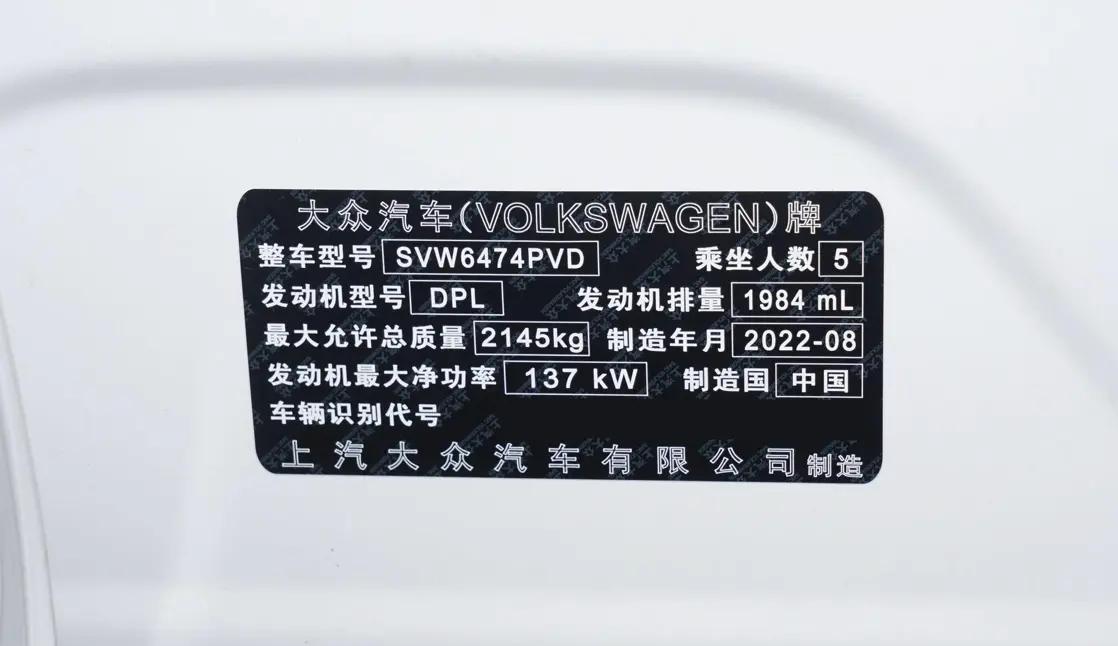 大众汽车(VOLKSWAGEN)牌
整车型号 SVW6474PVD 乘坐人数 5
发动机型号 DPL 发动机排量 1984 mL
最大允许总质量 2145kg 制造年月 2022-08
发动机最大净功率 137 kW 制造国 中国
车辆识别代号
上汽大众汽车有限公司 制造